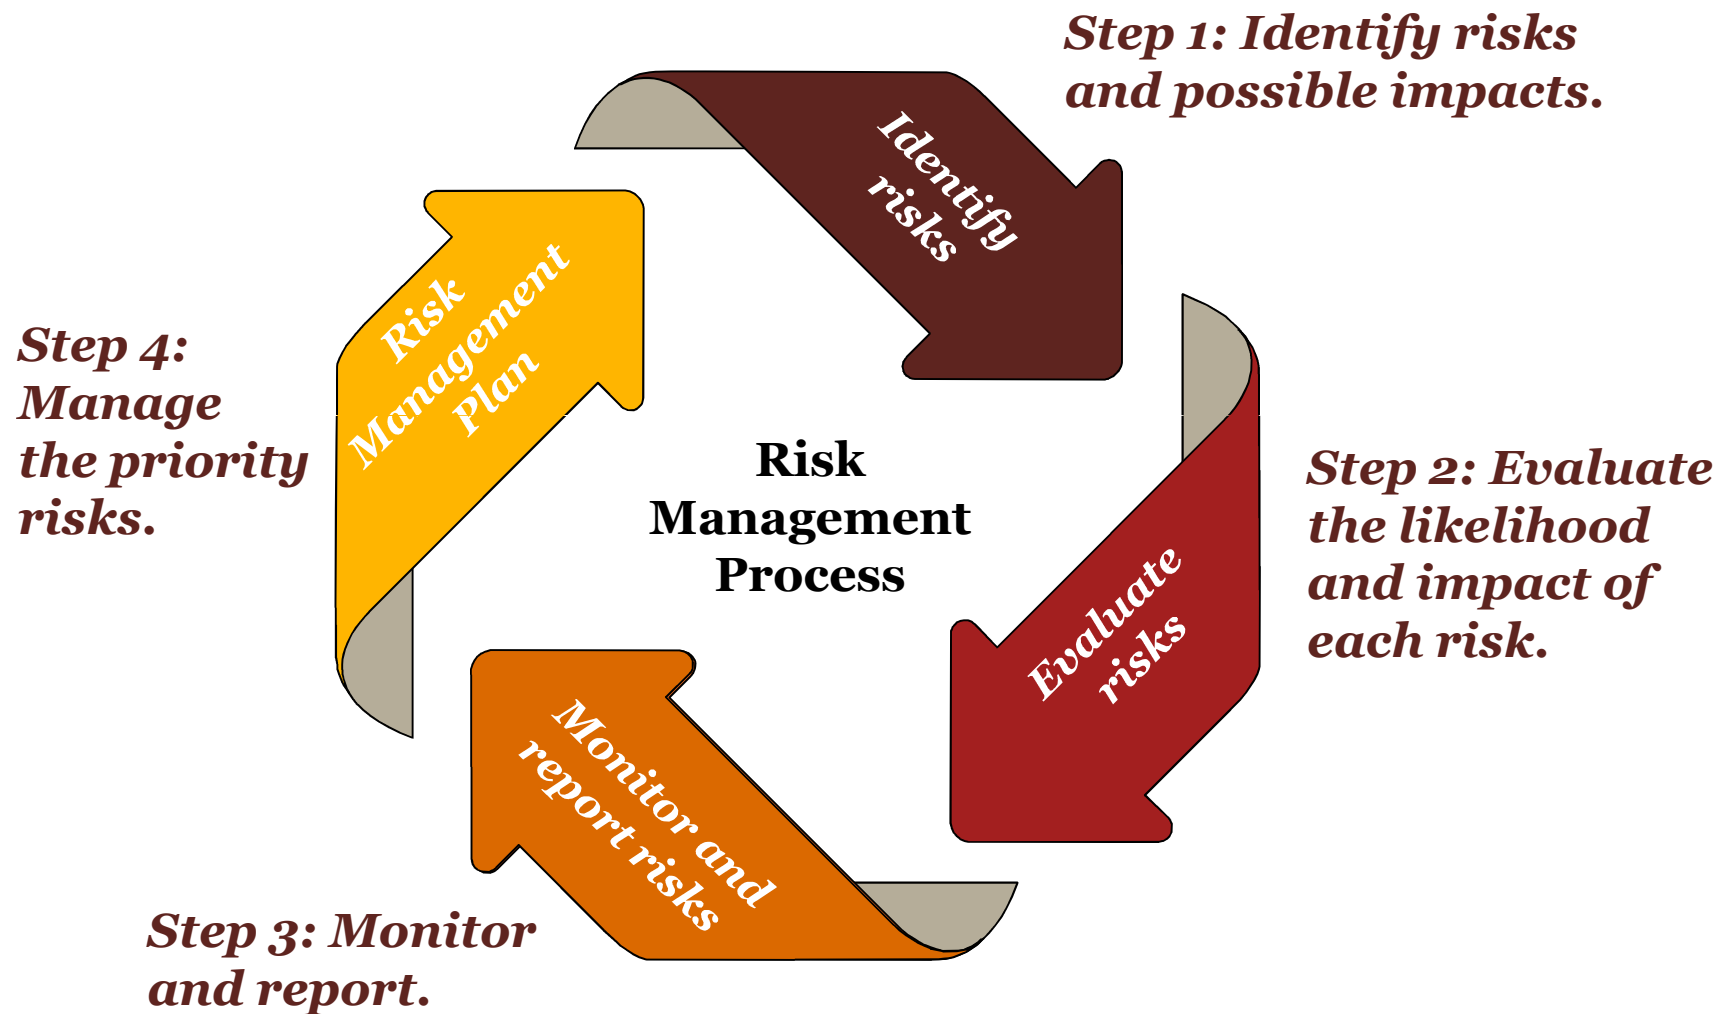 Step 1: Identify risks
and possible impacts.
Identify
risks
Step 2: Evaluate
the likelihood
and impact of
each risk.
Evaluate
risks
Step 3: Monitor
and report.
Monitor and
report risks
Step 4:
Manage
the priority
risks.
Risk
Management
Plan
Risk
Management
Process